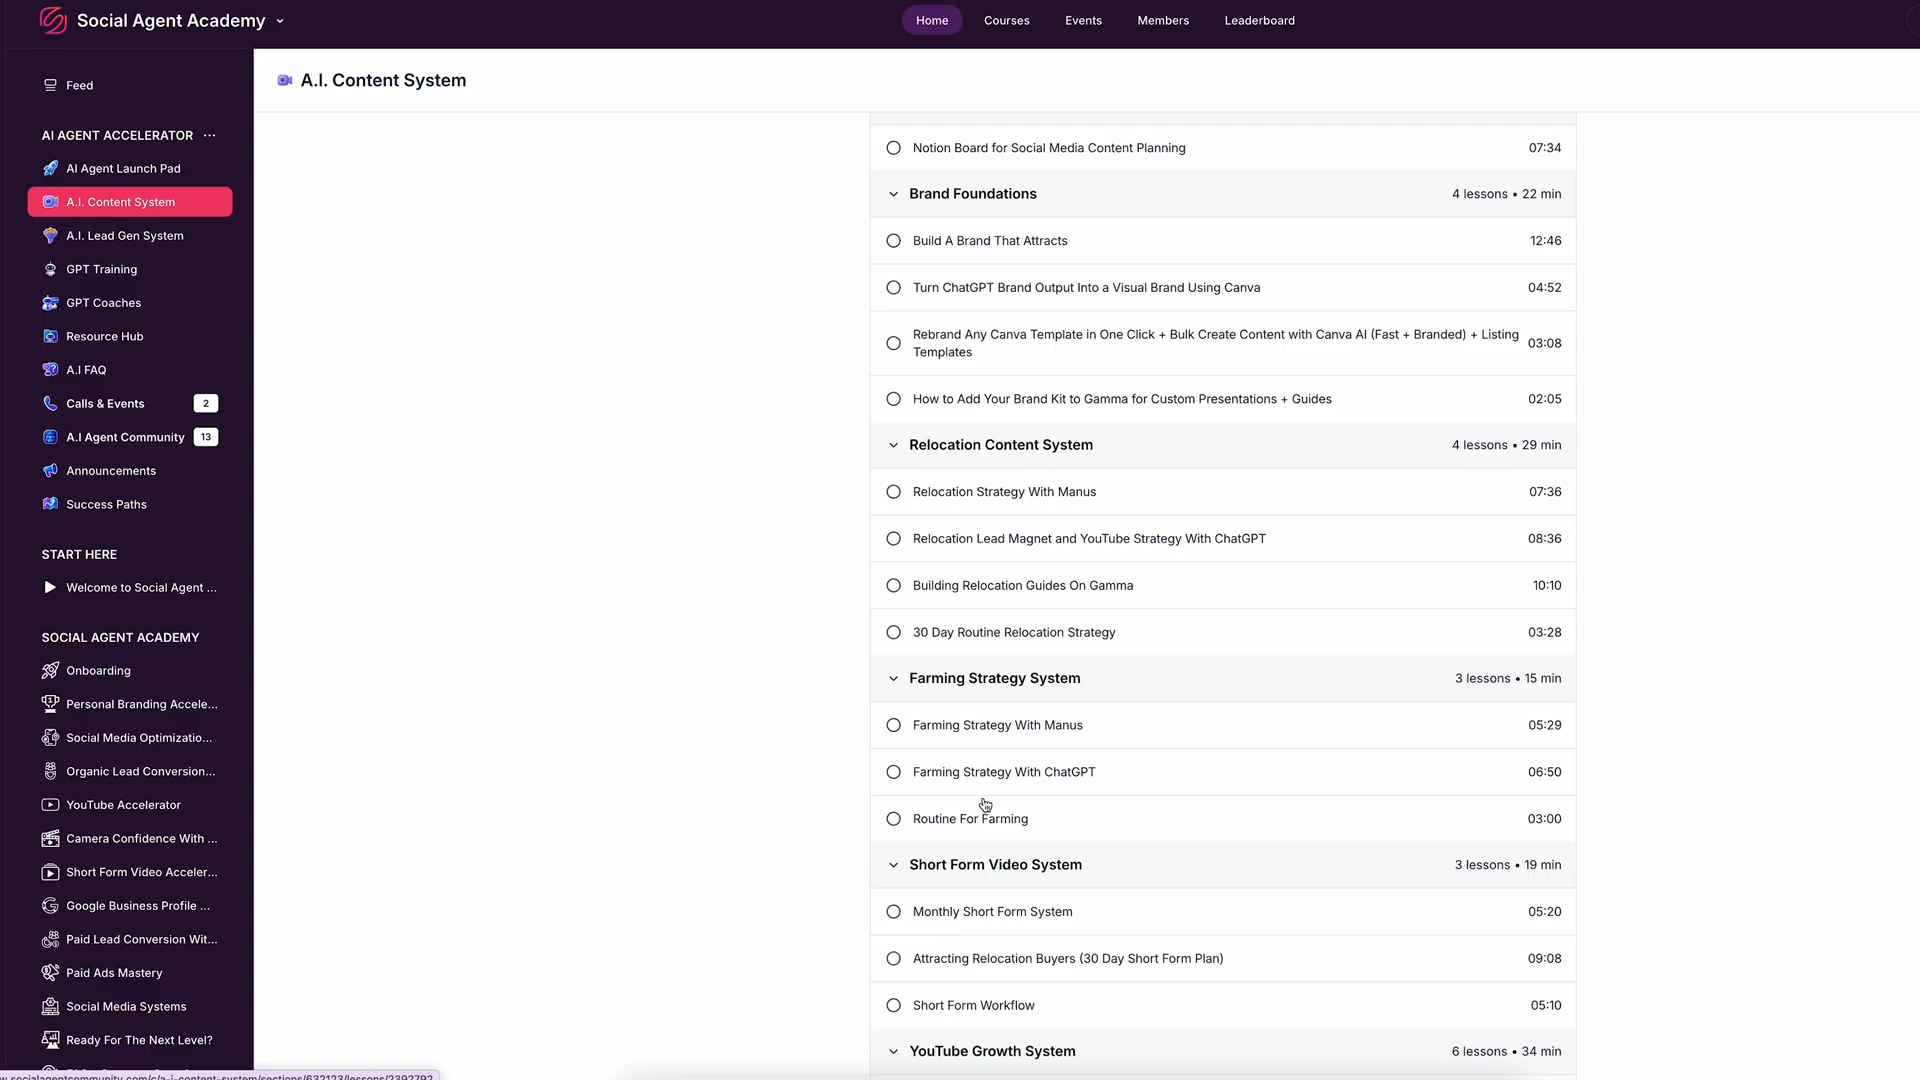 Social Agent Academy
Home
Courses
Events
Members
Leaderboard
Feed
AI AGENT ACCELERATOR
AI Agent Launch Pad
A.I. Content System
A.I. Lead Gen System
GPT Training
GPT Coaches
Resource Hub
A.I FAQ
Calls & Events 2
A.I Agent Community 13
Announcements
Success Paths
START HERE
Welcome to Social Agent ...
SOCIAL AGENT ACADEMY
Onboarding
Personal Branding Accele...
Social Media Optimizatio...
Organic Lead Conversion...
YouTube Accelerator
Camera Confidence With ...
Short Form Video Acceler...
Google Business Profile ...
Paid Lead Conversion Wit...
Paid Ads Mastery
Social Media Systems
Ready For The Next Level?
A.I. Content System
Notion Board for Social Media Content Planning 07:34
Brand Foundations 4 lessons • 22 min
Build A Brand That Attracts 12:46
Turn ChatGPT Brand Output Into a Visual Brand Using Canva 04:52
Rebrand Any Canva Template in One Click + Bulk Create Content with Canva AI (Fast + Branded) + Listing
Templates 03:08
How to Add Your Brand Kit to Gamma for Custom Presentations + Guides 02:05
Relocation Content System 4 lessons • 29 min
Relocation Strategy With Manus 07:36
Relocation Lead Magnet and YouTube Strategy With ChatGPT 08:36
Building Relocation Guides On Gamma 10:10
30 Day Routine Relocation Strategy 03:28
Farming Strategy System 3 lessons • 15 min
Farming Strategy With Manus 05:29
Farming Strategy With ChatGPT 06:50
Routine For Farming 03:00
Short Form Video System 3 lessons • 19 min
Monthly Short Form System 05:20
Attracting Relocation Buyers (30 Day Short Form Plan) 09:08
Short Form Workflow 05:10
YouTube Growth System 6 lessons • 34 min
w.socialagentcommunity.com/c/a-i-content-system/sections/632123/lessons/2392792